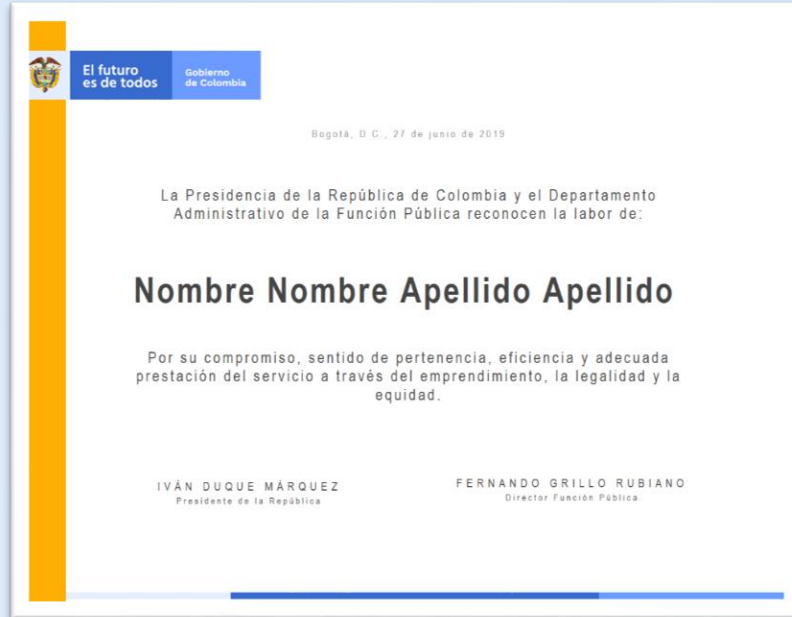 El futuro
es de todos
Gobierno
de Colombia
Bogotá, D.C., 27 de junio de 2019
La Presidencia de la República de Colombia y el Departamento
Administrativo de la Función Pública reconocen la labor de:
Nombre Nombre Apellido Apellido
Por su compromiso, sentido de pertenencia, eficiencia y adecuada
prestación del servicio a través del emprendimiento, la legalidad y la
equidad.
IVÁN DUQUE MÁRQUEZ
Presidente de la República
FERNANDO GRILLO RUBIANO
Director Función Pública